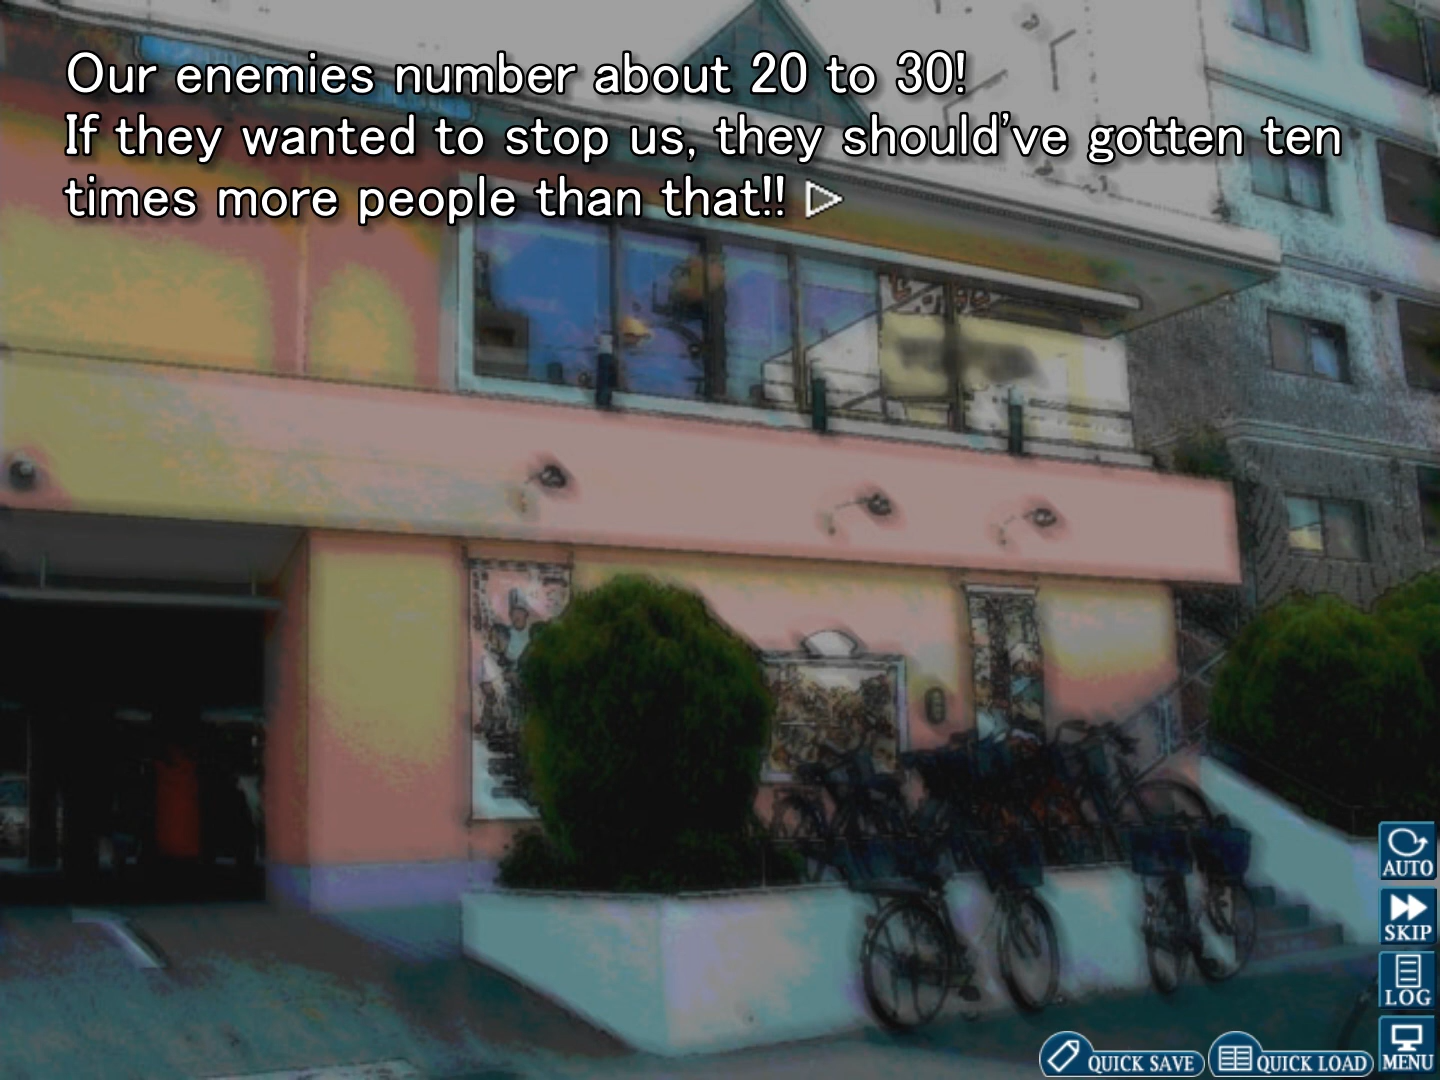 Our enemies number about 20 to 30!
If they wanted to stop us, they should've gotten ten
times more people than that!!
AUTO
SKIP
LOG
QUICK SAVE
QUICK LOAD
MENU